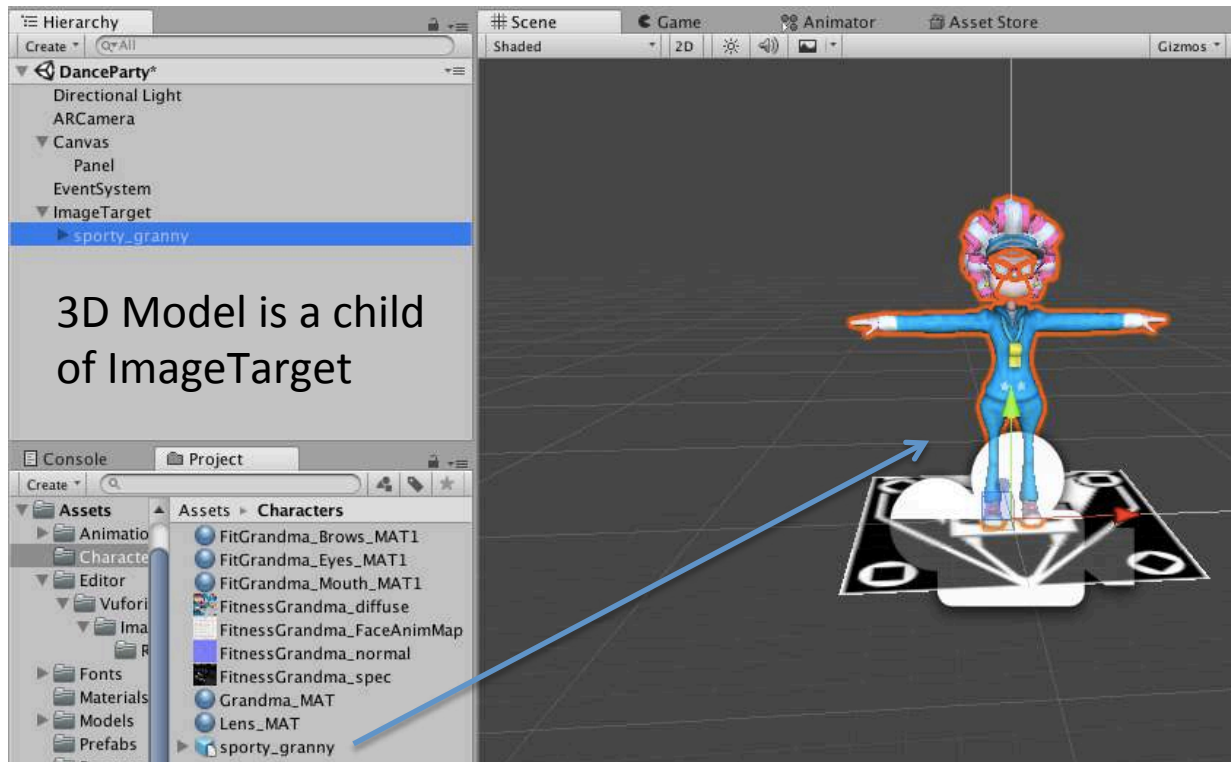 Hierarchy
Create
All
DanceParty*
Directional Light
ARCamera
Canvas
Panel
EventSystem
ImageTarget
sporty_granny
3D Model is a child
of ImageTarget
Scene
Game
Animator
Asset Store
Shaded
2D
Gizmos
Console
Project
Create
Assets
Animatio
Characte
Editor
Vufori
Ima
R
Fonts
Materials
Models
Prefabs
Assets Characters
FitGrandma_Brows_MAT1
FitGrandma_Eyes_MAT1
FitGrandma_Mouth_MAT1
FitnessGrandma_diffuse
FitnessGrandma_FaceAnimMap
FitnessGrandma_normal
FitnessGrandma_spec
Grandma_MAT
Lens_MAT
sporty_granny